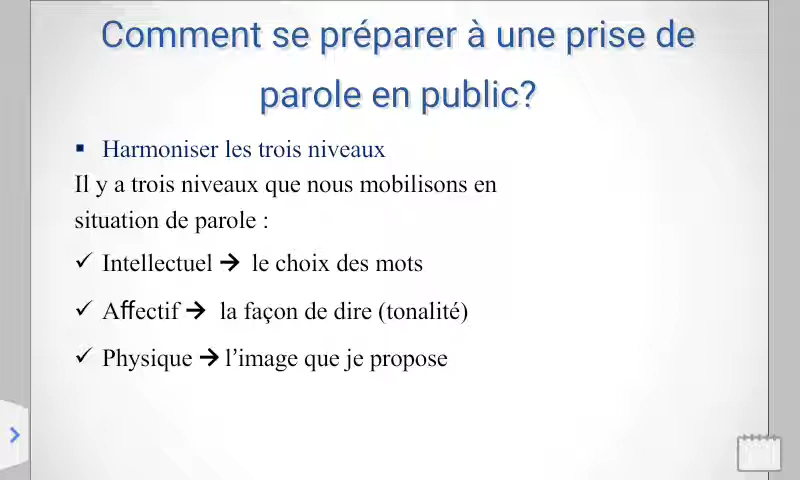 Comment se préparer à une prise de
parole en public?
▪ Harmoniser les trois niveaux
Il y a trois niveaux que nous mobilisons en
situation de parole :
✓ Intellectuel → le choix des mots
✓ Affectif → la façon de dire (tonalité)
✓ Physique → l’image que je propose